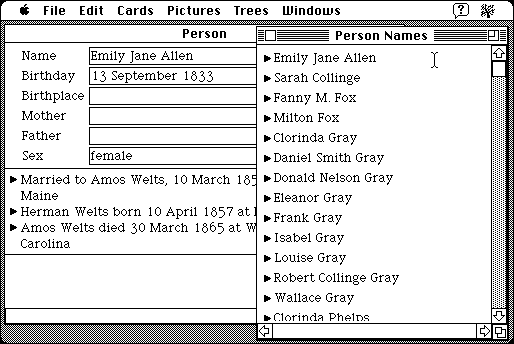 File Edit Cards Pictures Trees Windows
Person
Name Emily Jane Allen
Birthday 13 September 1833
Birthplace
Mother
Father
Sex female
Married to Amos Welts, 10 March 185
Maine
Herman Welts born 10 April 1857 at
Amos Welts died 30 March 1865 at W
Carolina
Person Names
Emily Jane Allen
Sarah Collinge
Fanny M. Fox
Milton Fox
Clorinda Gray
Daniel Smith Gray
Donald Nelson Gray
Eleanor Gray
Frank Gray
Isabel Gray
Louise Gray
Robert Collinge Gray
Wallace Gray
Clorinda Phelps